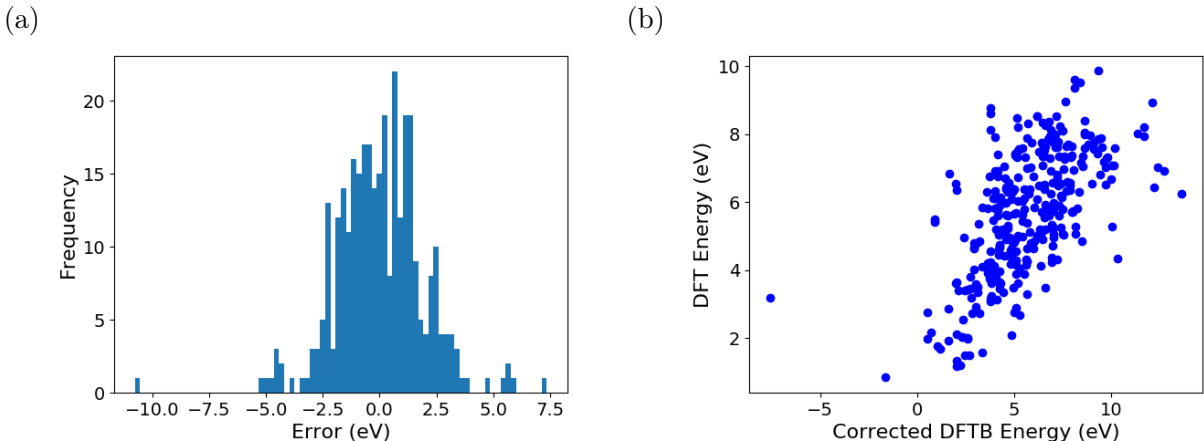 (a)
20
15
10
5
0
Frequency
-10.0 -7.5 -5.0 -2.5 0.0 2.5 5.0 7.5
Error (eV)
(b)
10
8
6
4
2
DFT Energy (eV)
-5 0 5 10
Corrected DFTB Energy (eV)